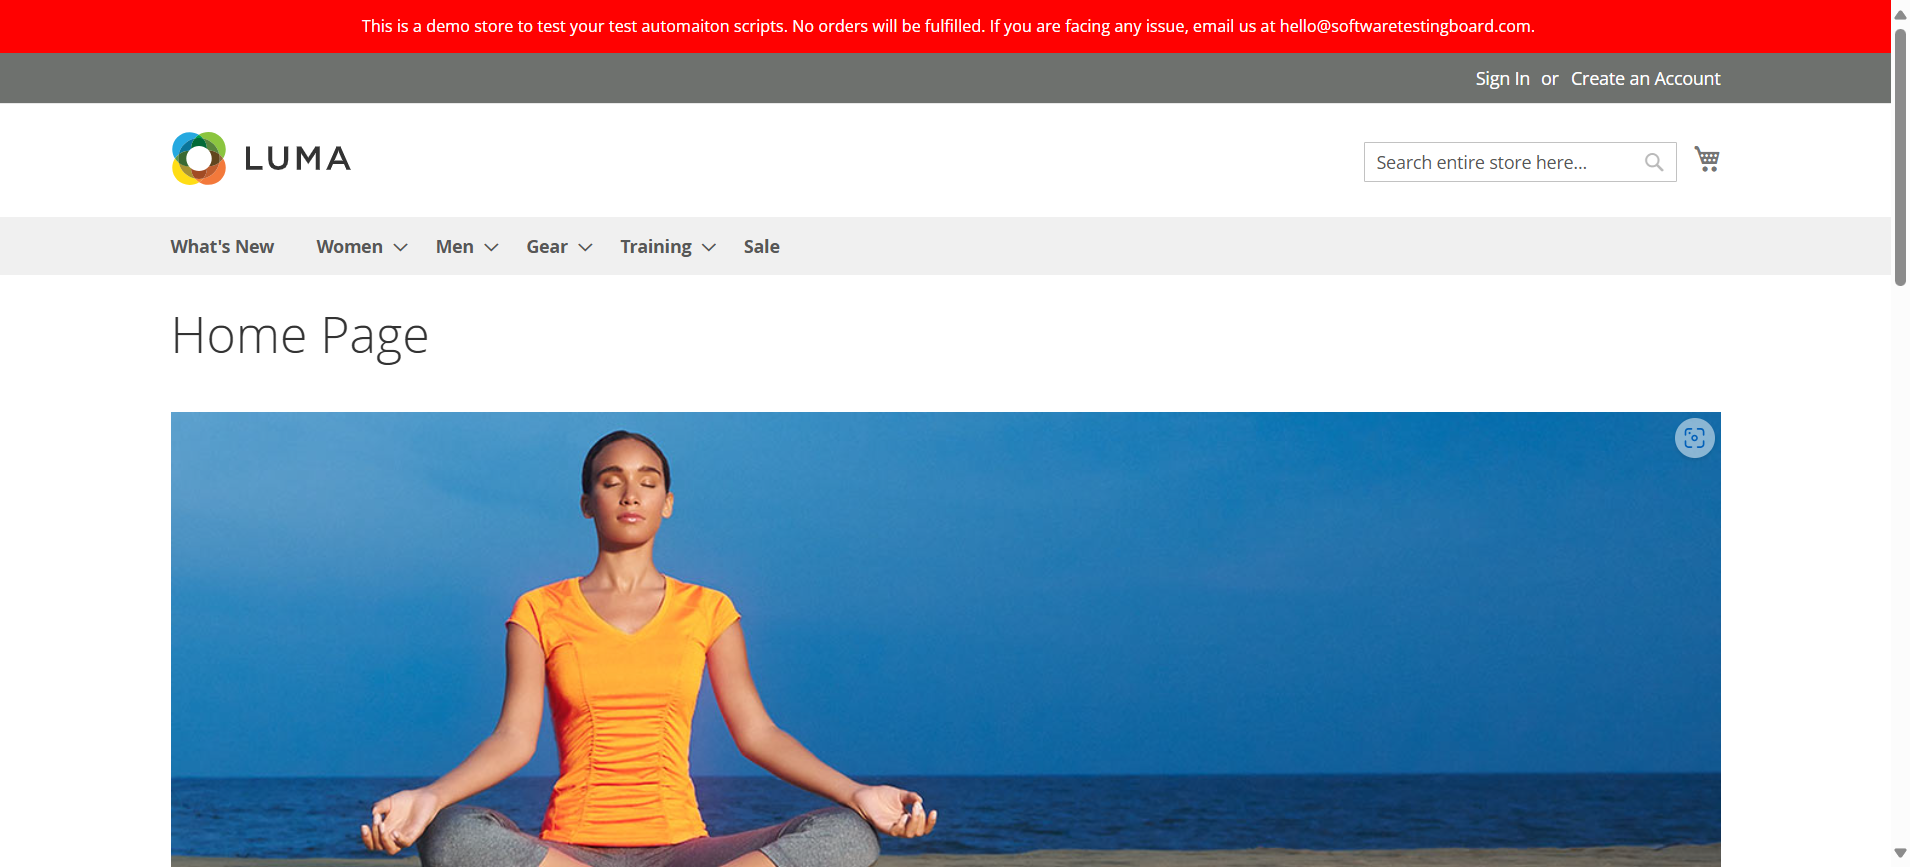 This is a demo store to test your test automaiton scripts. No orders will be fulfilled. If you are facing any issue, email us at hello@softwaretestingboard.com.
Sign In or Create an Account
LUMA
Search entire store here...
What's New Women Men Gear Training Sale
Home Page